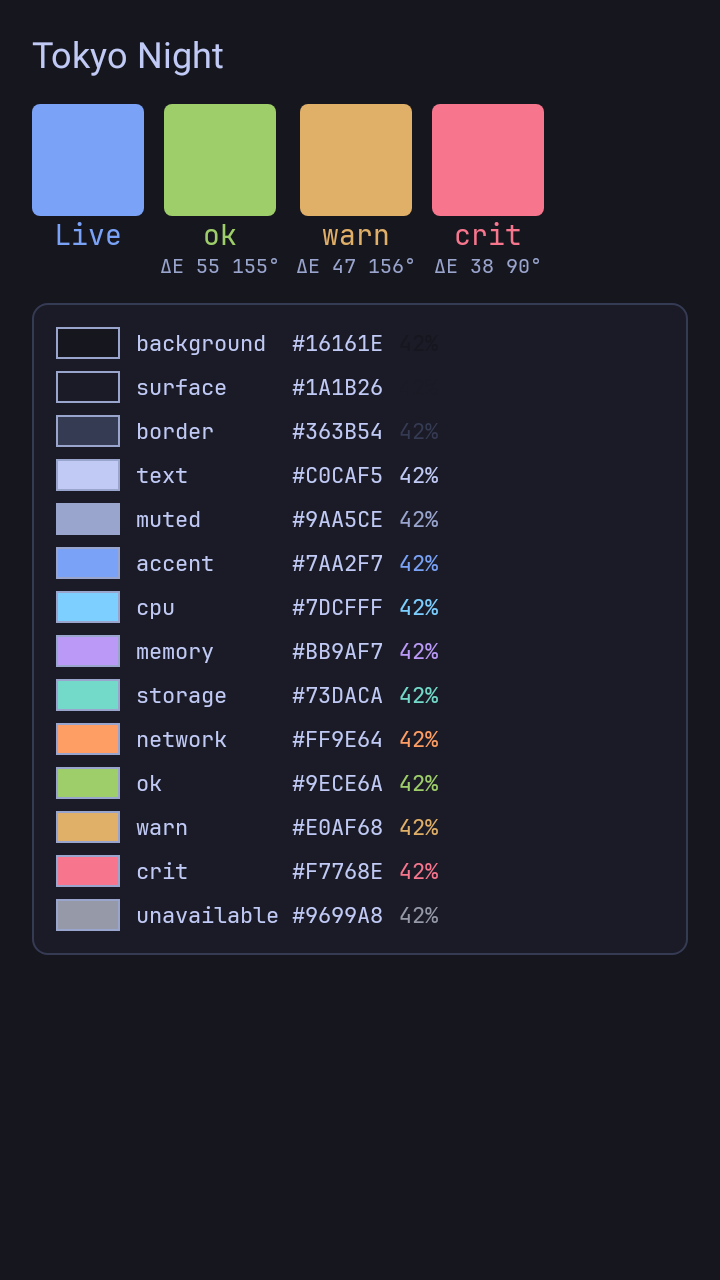 Tokyo Night
Live ok warn crit
ΔE 55 155° ΔE 47 156° ΔE 38 90°
background #16161E 42%
surface #1A1B26
border #363B54 42%
text #C0CAF5 42%
muted #9AA5CE 42%
accent #7AA2F7 42%
cpu #7DCFFF 42%
memory #BB9AF7 42%
storage #73DACA 42%
network #FF9E64 42%
ok #9ECE6A 42%
warn #E0AF68 42%
crit #F7768E 42%
unavailable #9699A8 42%